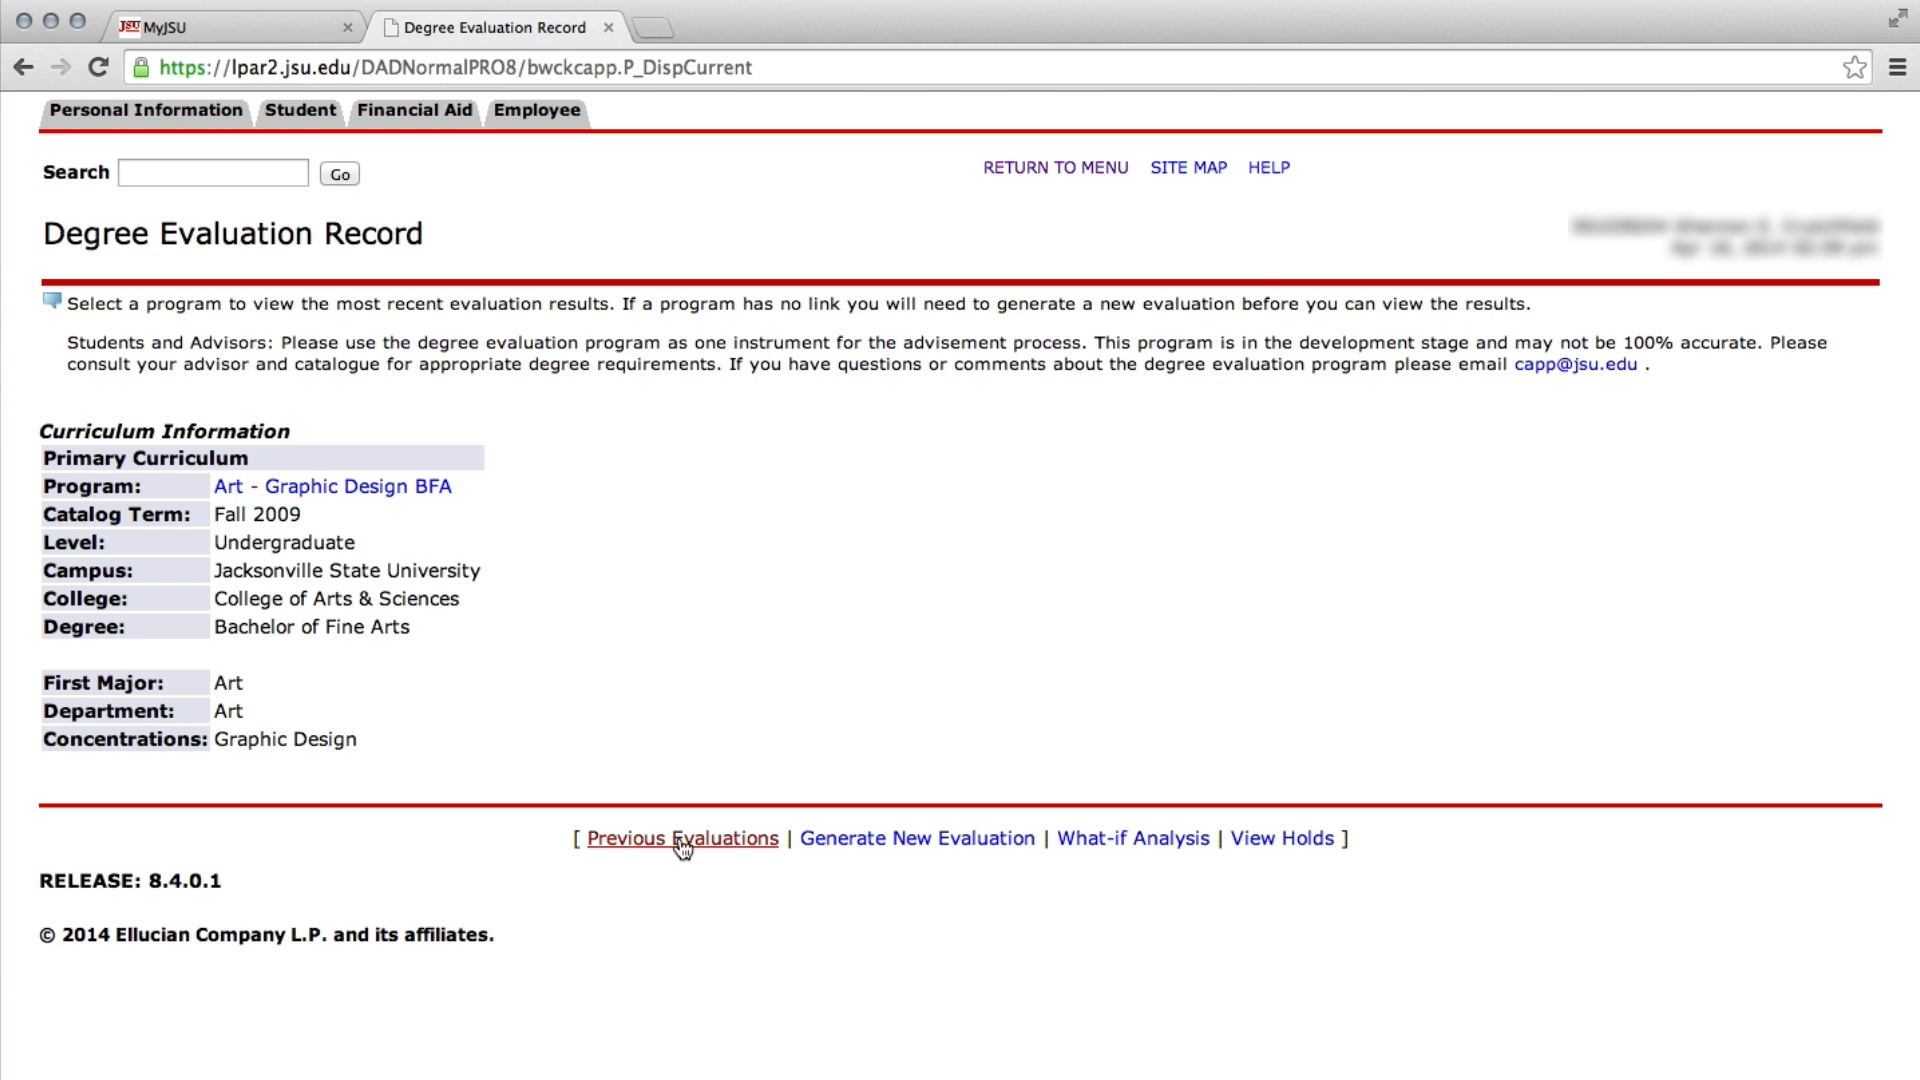 JSU MyJSU
Degree Evaluation Record
https://lpar2.jsu.edu/DADNormalPRO8/bwckcapp.P_DispCurrent
Personal Information Student Financial Aid Employee
Search Go
RETURN TO MENU SITE MAP HELP
Degree Evaluation Record
Select a program to view the most recent evaluation results. If a program has no link you will need to generate a new evaluation before you can view the results.
Students and Advisors: Please use the degree evaluation program as one instrument for the advisement process. This program is in the development stage and may not be 100% accurate. Please
consult your advisor and catalogue for appropriate degree requirements. If you have questions or comments about the degree evaluation program please email capp@jsu.edu .
Curriculum Information
Primary Curriculum
Program: Art - Graphic Design BFA
Catalog Term: Fall 2009
Level: Undergraduate
Campus: Jacksonville State University
College: College of Arts & Sciences
Degree: Bachelor of Fine Arts
First Major: Art
Department: Art
Concentrations: Graphic Design
[ Previous Evaluations | Generate New Evaluation | What-if Analysis | View Holds ]
RELEASE: 8.4.0.1
© 2014 Ellucian Company L.P. and its affiliates.